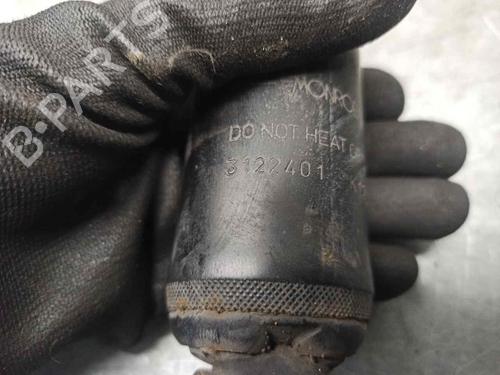 B-PARTS
MONRO
DO NOT HEAT
3122401